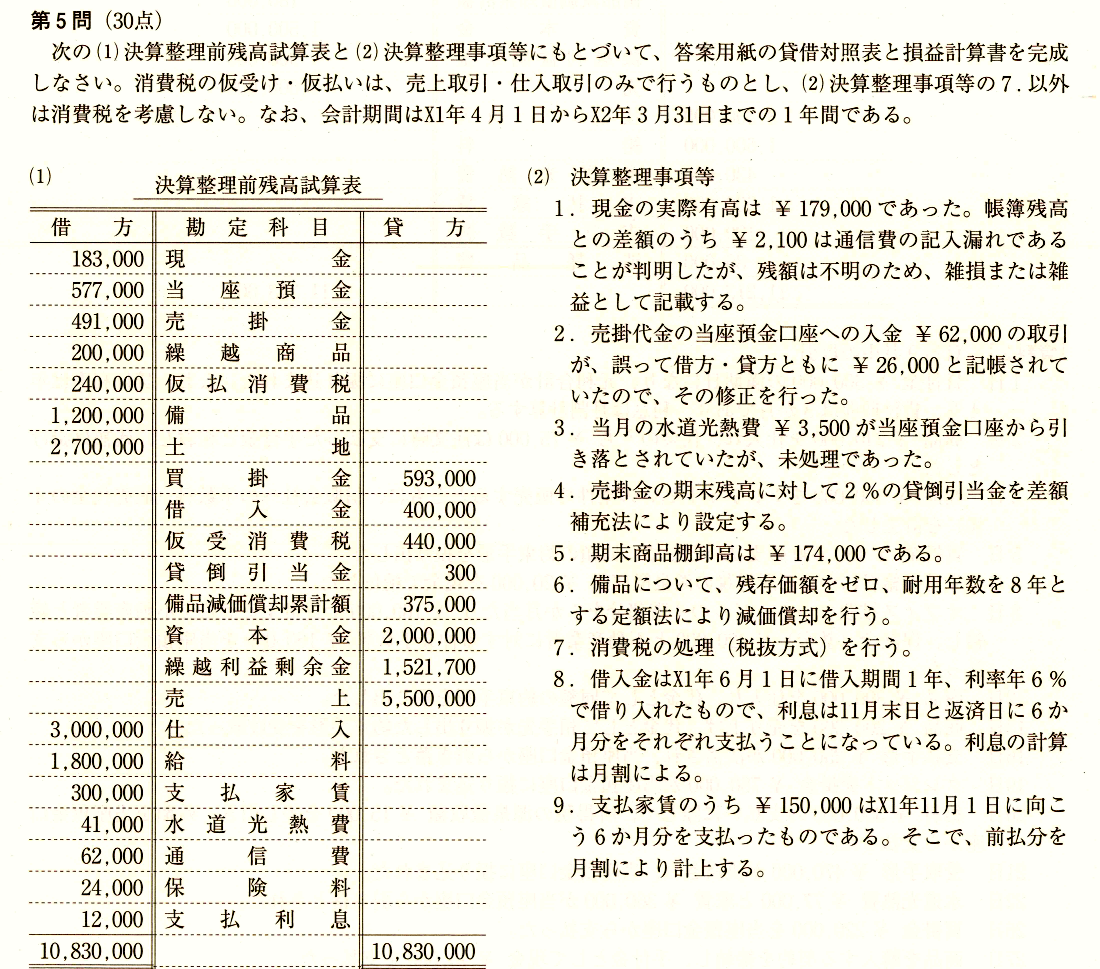 第5問（30点）
次の(1)決算整理前残高試算表と(2)決算整理事項等にもとづいて、答案用紙の貸借対照表と損益計算書を完成
しなさい。消費税の仮受け・仮払いは、売上取引・仕入取引のみで行うものとし、(2)決算整理事項等の7．以外
は消費税を考慮しない。なお、会計期間はX1年4月1日からX2年3月31日までの1年間である。
(1)
決算整理前残高試算表
借方 勘定科目 貸方
183,000 現金
577,000 当座預金
491,000 売掛金
200,000 繰越商品
240,000 仮払消費税
1,200,000 備品
2,700,000 土地
買掛金 593,000
借入金 400,000
仮受消費税 440,000
貸倒引当金 300
備品減価償却累計額 375,000
資本金 2,000,000
繰越利益剰余金 1,521,700
売上 5,500,000
3,000,000 仕入
1,800,000 給料
300,000 支払家賃
41,000 水道光熱費
62,000 通信費
24,000 保険料
12,000 支払利息
10,830,000 10,830,000
(2) 決算整理事項等
1．現金の実際有高は ￥179,000であった。帳簿残高
との差額のうち ￥2,100は通信費の記入漏れである
ことが判明したが、残額は不明のため、雑損または雑
益として記載する。
2．売掛代金の当座預金口座への入金 ￥62,000の取引
が、誤って借方・貸方ともに ￥26,000と記帳されて
いたので、その修正を行った。
3．当月の水道光熱費 ￥3,500が当座預金口座から引
き落とされていたが、未処理であった。
4．売掛金の期末残高に対して2％の貸倒引当金を差額
補充法により設定する。
5．期末商品棚卸高は ￥174,000である。
6．備品について、残存価額をゼロ、耐用年数を8年と
する定額法により減価償却を行う。
7．消費税の処理（税抜方式）を行う。
8．借入金はX1年6月1日に借入期間1年、利率年6％
で借り入れたもので、利息は11月末日と返済日に6か
月分をそれぞれ支払うことになっている。利息の計算
は月割による。
9．支払家賃のうち ￥150,000はX1年11月1日に向こ
う6か月分を支払ったものである。そこで、前払分を
月割により計上する。